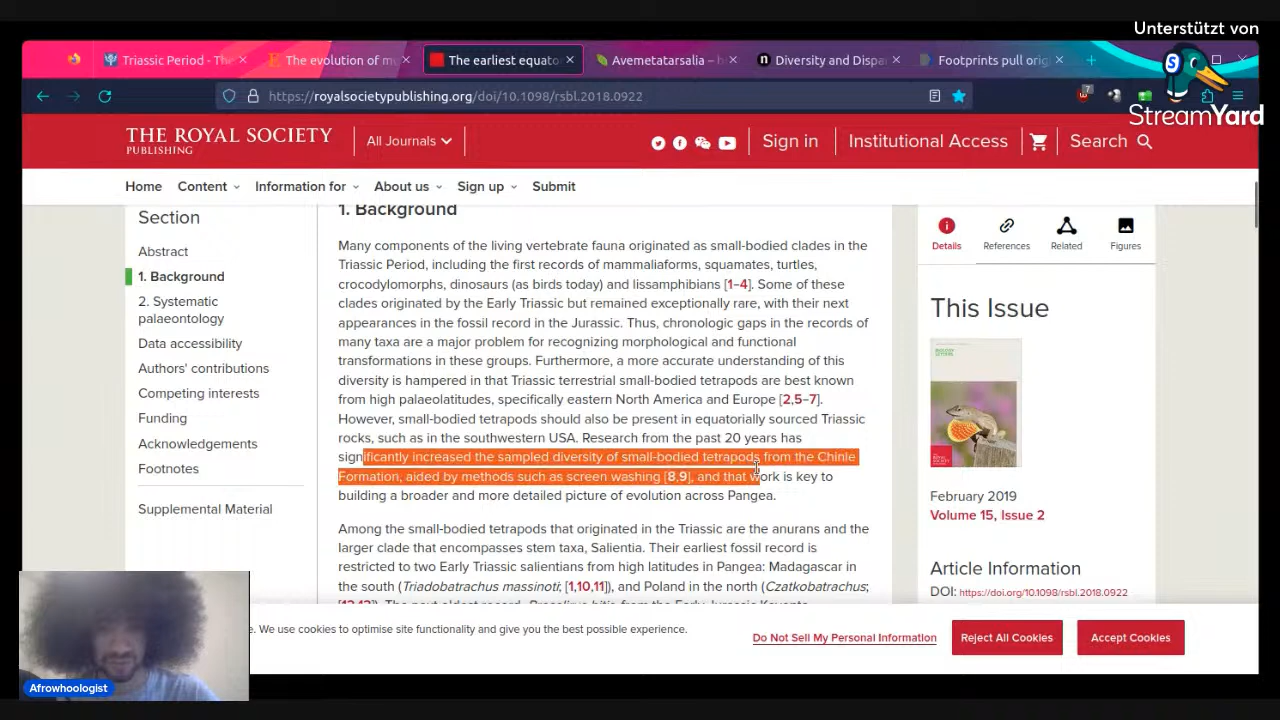 Unterstützt von
StreamYard
Triassic Period - Th
The evolution of m
The earliest equato
Avemetatarsalia –
Diversity and Dispa
Footprints pull orig
https://royalsocietypublishing.org/doi/10.1098/rsbl.2018.0922
7
THE ROYAL SOCIETY
PUBLISHING
All Journals
Sign in
Institutional Access
Search
Home
Content
Information for
About us
Sign up
Submit
Section
Abstract
1. Background
2. Systematic
palaeontology
Data accessibility
Authors' contributions
Competing interests
Funding
Acknowledgements
Footnotes
Supplemental Material
1. Background
Many components of the living vertebrate fauna originated as small-bodied clades in the
Triassic Period, including the first records of mammaliaforms, squamates, turtles,
crocodylomorphs, dinosaurs (as birds today) and lissamphibians [1–4]. Some of these
clades originated by the Early Triassic but remained exceptionally rare, with their next
appearances in the fossil record in the Jurassic. Thus, chronologic gaps in the records of
many taxa are a major problem for recognizing morphological and functional
transformations in these groups. Furthermore, a more accurate understanding of this
diversity is hampered in that Triassic terrestrial small-bodied tetrapods are best known
from high palaeolatitudes, specifically eastern North America and Europe [2,5–7].
However, small-bodied tetrapods should also be present in equatorially sourced Triassic
rocks, such as in the southwestern USA. Research from the past 20 years has
significantly increased the sampled diversity of small-bodied tetrapods from the Chinle
Formation, aided by methods such as screen washing [8,9], and that work is key to
building a broader and more detailed picture of evolution across Pangea.
Among the small-bodied tetrapods that originated in the Triassic are the anurans and the
larger clade that encompasses stem taxa, Salientia. Their earliest fossil record is
restricted to two Early Triassic salientians from high latitudes in Pangea: Madagascar in
the south (Triadobatrachus massinoti; [1,10,11]), and Poland in the north (Czatkobatrachus;
Details
References
Related
Figures
This Issue
February 2019
Volume 15, Issue 2
Article Information
DOI: https://doi.org/10.1098/rsbl.2018.0922
e. We use cookies to optimise site functionality and give you the best possible experience.
Do Not Sell My Personal Information
Reject All Cookies
Accept Cookies
Afrowhoologist